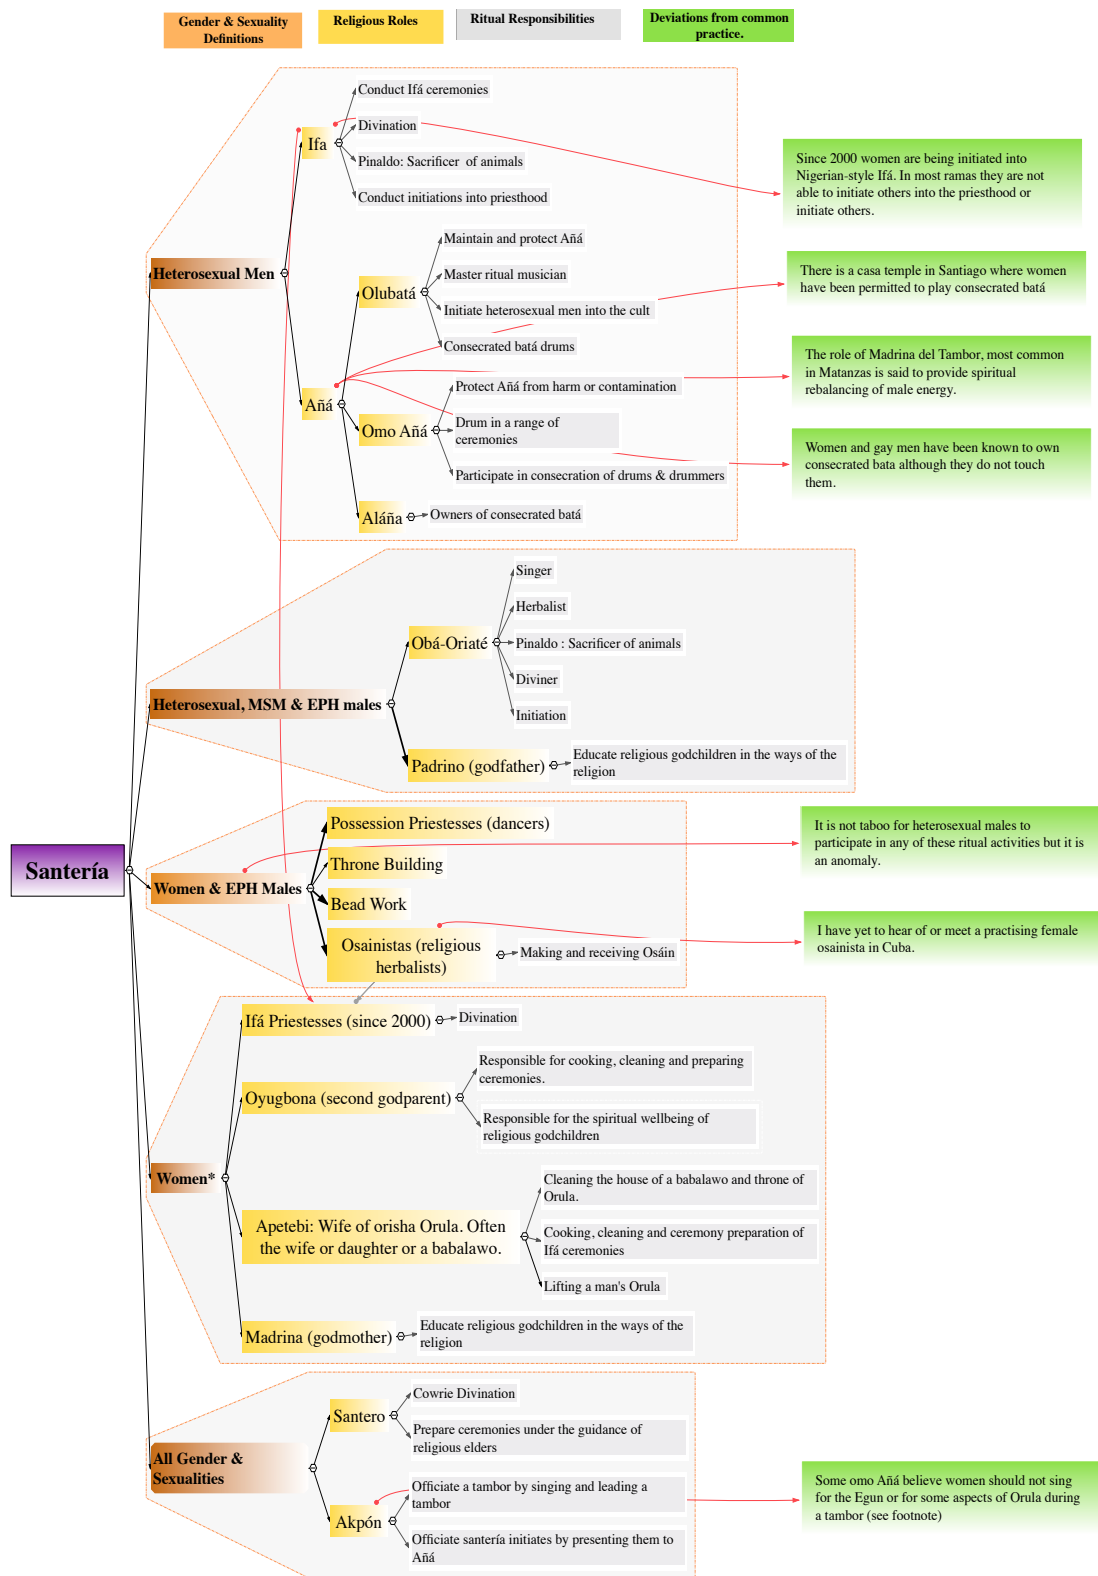 Gender & Sexuality
Definitions
Religious Roles
Ritual Responsibilities
Deviations from common
practice.
Santería
Heterosexual Men
Ifa
Conduct Ifá ceremonies
Divination
Pinaldo: Sacrificer of animals
Conduct initiations into priesthood
Since 2000 women are being initiated into
Nigerian-style Ifá. In most ramas they are not
able to initiate others into the priesthood or
initiate others.
Añá
Olubatá
Maintain and protect Añá
Master ritual musician
Initiate heterosexual men into the cult
Consecrated batá drums
There is a casa temple in Santiago where women
have been permitted to play consecrated batá
The role of Madrina del Tambor, most common
in Matanzas is said to provide spiritual
rebalancing of male energy.
Omo Añá
Protect Añá from harm or contamination
Drum in a range of
ceremonies
Participate in consecration of drums & drummers
Women and gay men have been known to own
consecrated bata although they do not touch
them.
Aláña
Owners of consecrated batá
Heterosexual, MSM & EPH males
Obá-Oriaté
Singer
Herbalist
Pinaldo : Sacrificer of animals
Diviner
Initiation
Padrino (godfather)
Educate religious godchildren in the ways of the
religion
Women & EPH Males
Possession Priestesses (dancers)
Throne Building
Bead Work
Osainistas (religious
herbalists)
Making and receiving Osáin
It is not taboo for heterosexual males to
participate in any of these ritual activities but it is
an anomaly.
I have yet to hear of or meet a practising female
osainista in Cuba.
Women*
Ifá Priestesses (since 2000)
Divination
Oyugbona (second godparent)
Responsible for cooking, cleaning and preparing
ceremonies.
Responsible for the spiritual wellbeing of
religious godchildren
Apetebi: Wife of orisha Orula. Often
the wife or daughter or a babalawo.
Cleaning the house of a babalawo and throne of
Orula.
Cooking, cleaning and ceremony preparation of
Ifá ceremonies
Lifting a man's Orula
Madrina (godmother)
Educate religious godchildren in the ways of the
religion
All Gender &
Sexualities
Santero
Cowrie Divination
Prepare ceremonies under the guidance of
religious elders
Akpón
Officiate a tambor by singing and leading a
tambor
Officiate santería initiates by presenting them to
Añá
Some omo Añá believe women should not sing
for the Egun or for some aspects of Orula during
a tambor (see footnote)